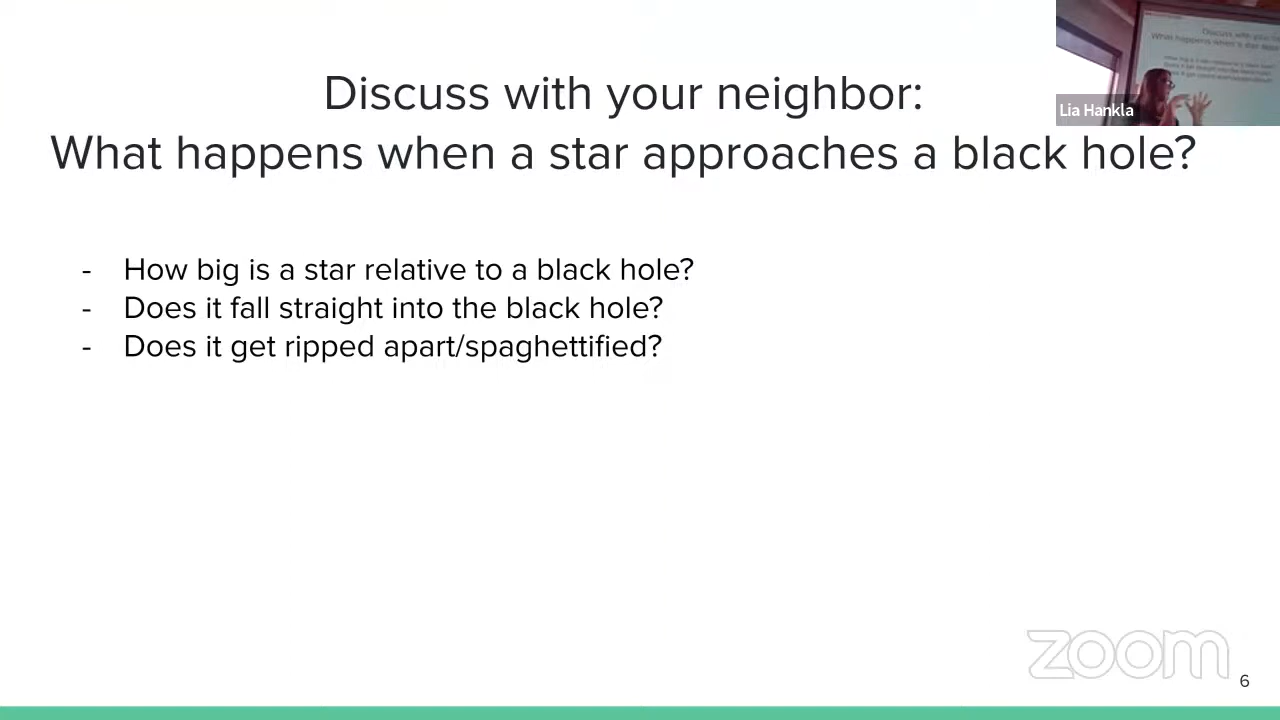 Discuss with your neighbor:
What happens when a star approaches a black hole?
Lia Hankla
- How big is a star relative to a black hole?
- Does it fall straight into the black hole?
- Does it get ripped apart/spaghettified?
zoom
6